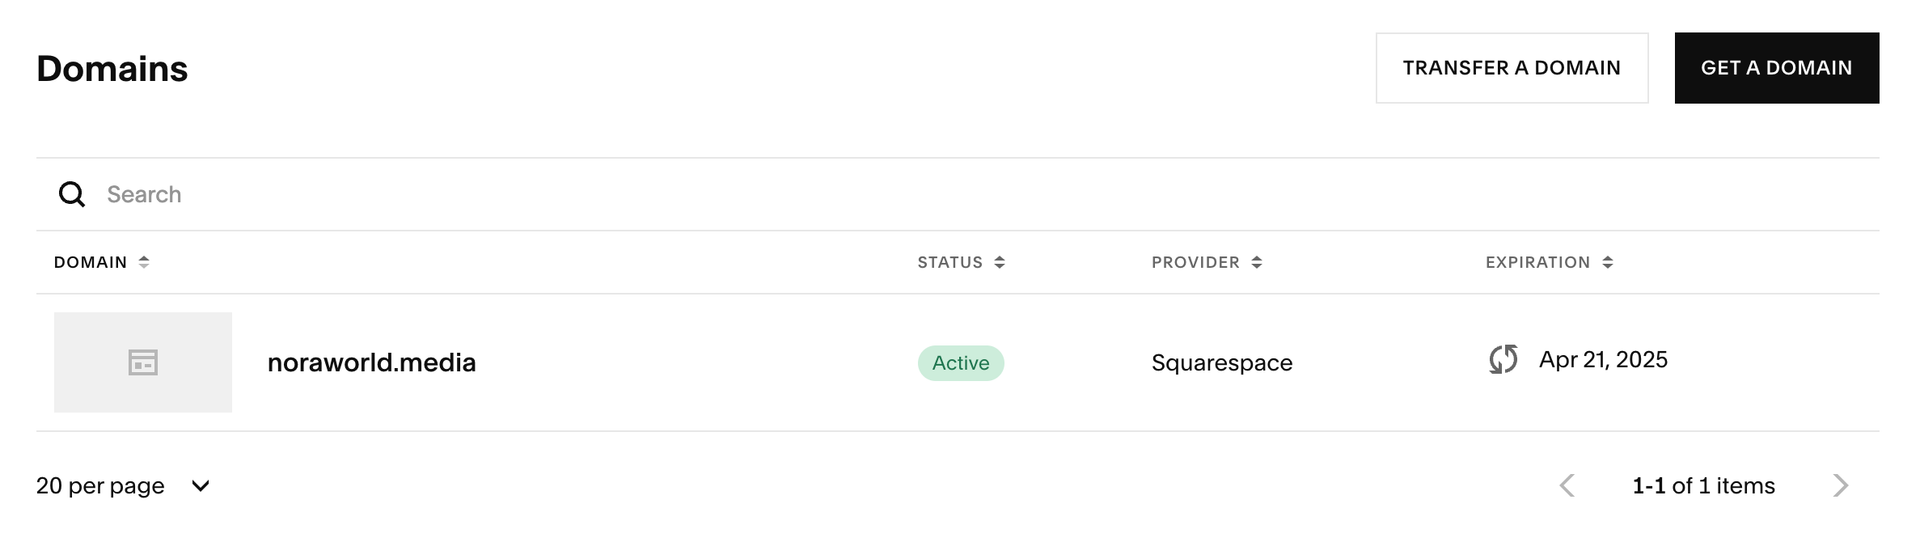 Domains
TRANSFER A DOMAIN
GET A DOMAIN
Search
DOMAIN STATUS PROVIDER EXPIRATION
noraworld.media Active Squarespace Apr 21, 2025
20 per page
1-1 of 1 items